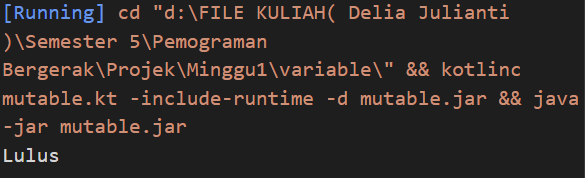 [Running] cd "d:\FILE KULIAH( Delia Julianti
)\Semester 5\Pemograman
Bergerak\Projek\Minggu1\variable\" && kotlinc
mutable.kt -include-runtime -d mutable.jar && java
-jar mutable.jar
Lulus